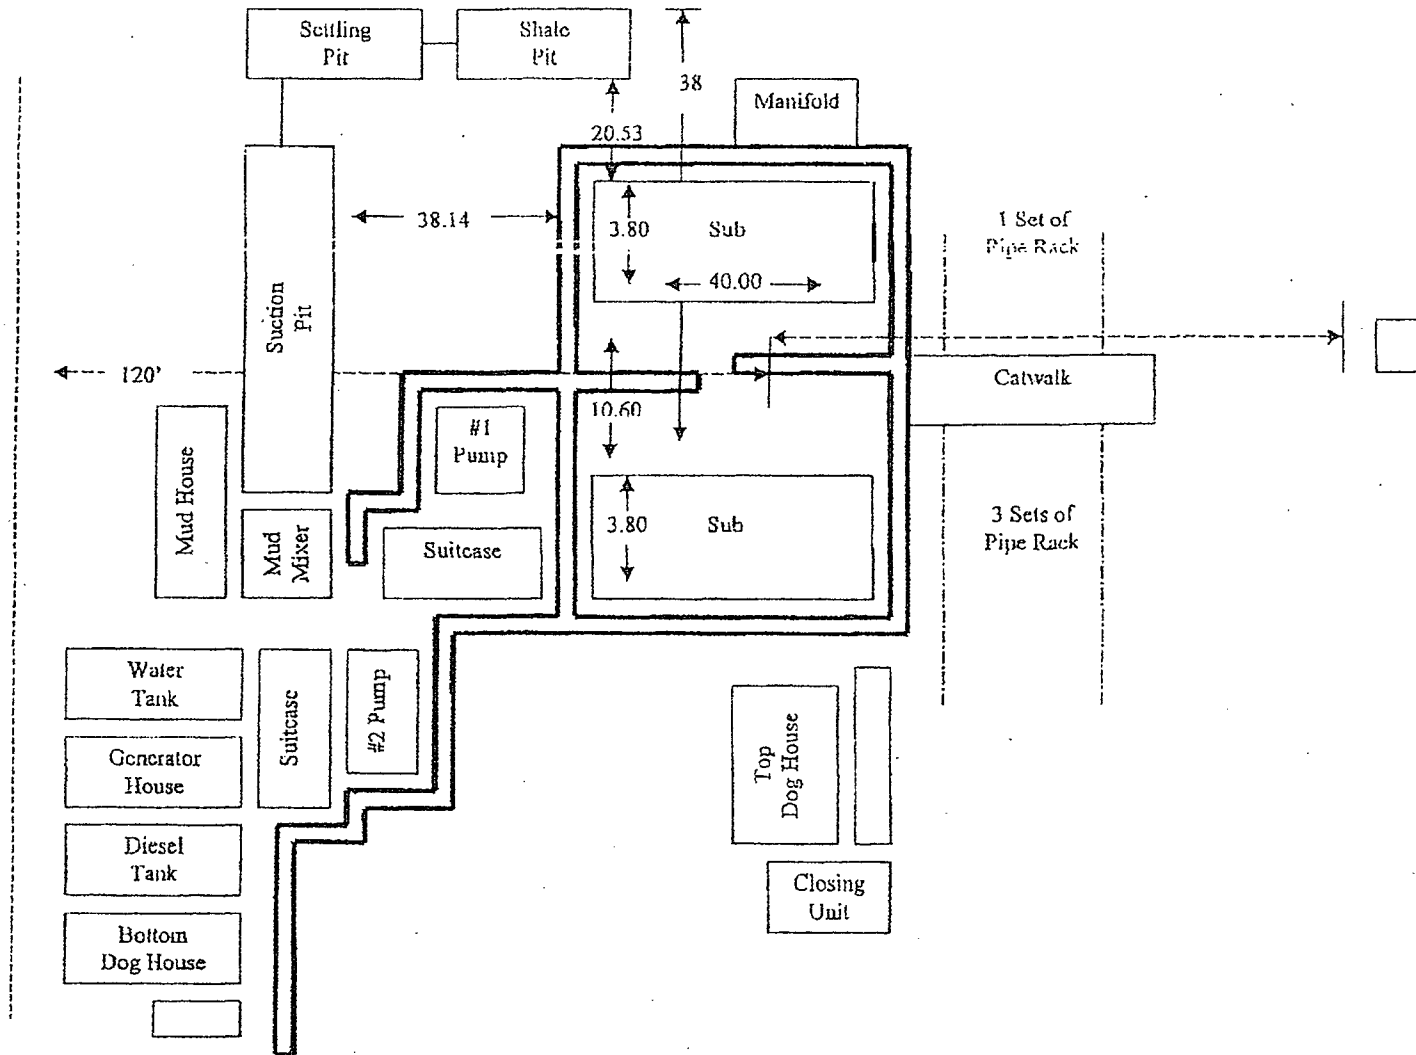 Settling
Pit
Shale
Pit
38
Manifold
20.53
38.14
3.80
Sub
1 Set of
Pipe Rack
40.00
Suction
Pit
120'
Catwalk
10.60
#1
Pump
Mud House
Mud
Mixer
Suitcase
3.80
Sub
3 Sets of
Pipe Rack
Water
Tank
Suitcase
#2 Pump
Generator
House
Top
Dog House
Diesel
Tank
Closing
Unit
Bottom
Dog House